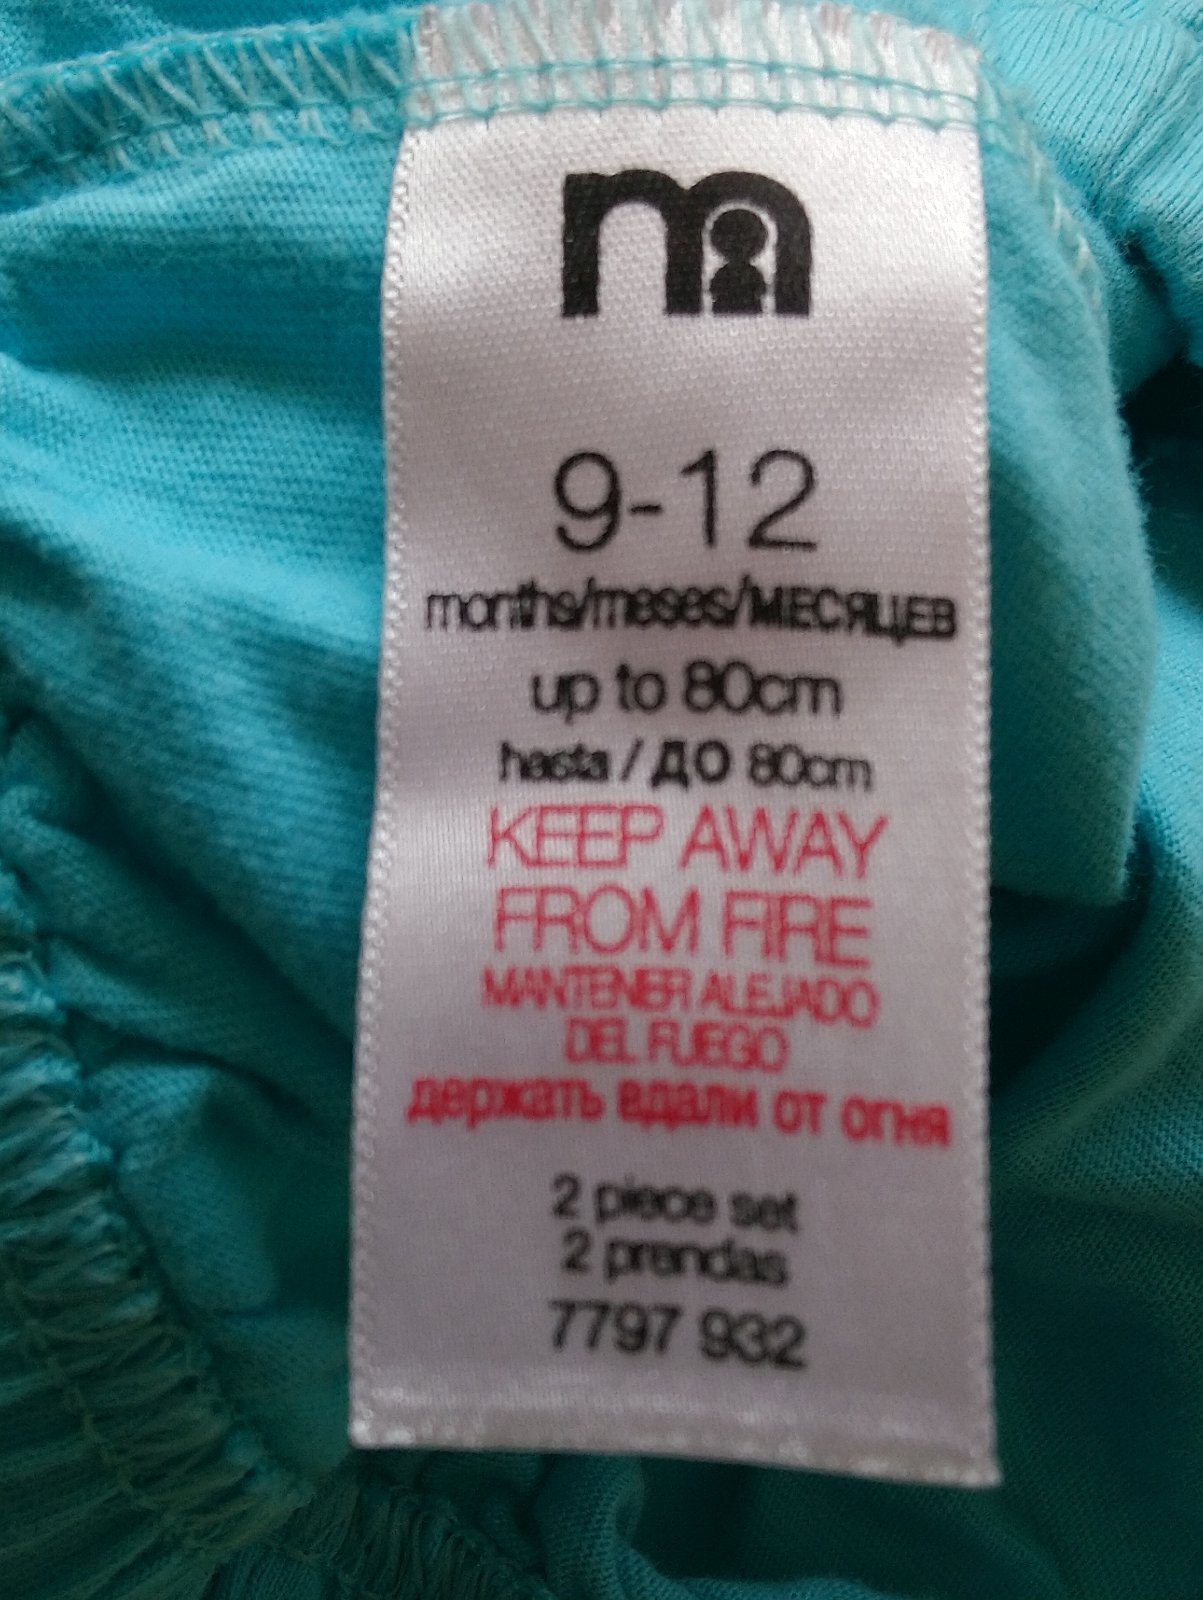 m
9-12
months/meses/МЕСЯЦЕВ
up to 80cm
hasta / ДО 80cm
KEEP AWAY
FROM FIRE
MANTENER ALEJADO
DEL FUEGO
держать вдали от огня
2 piece set
2 prendas
7797 932